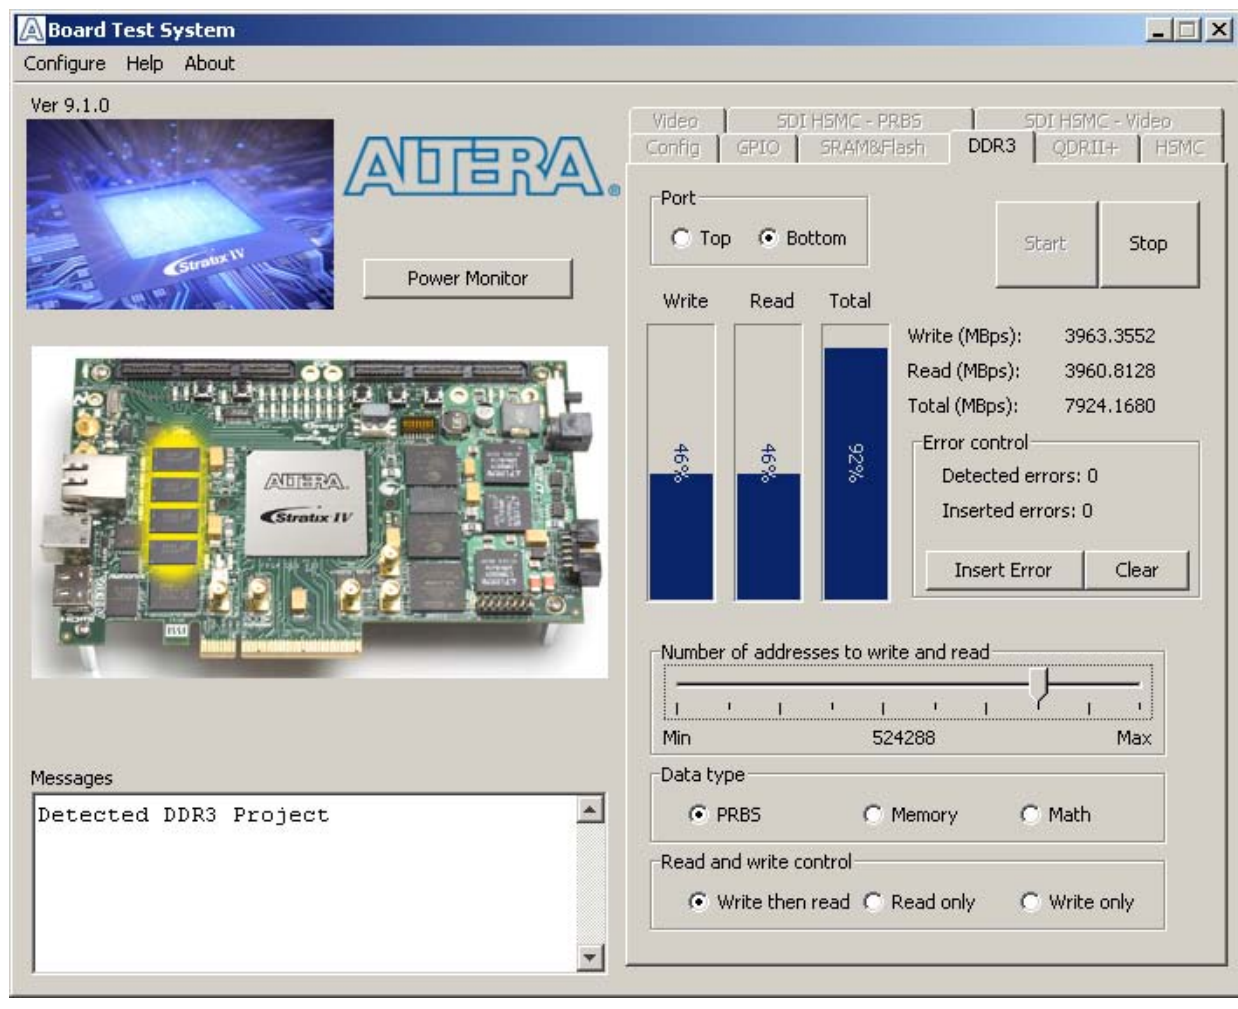 Board Test System
Configure Help About
Ver 9.1.0
Stratix IV
ALTERA®
Power Monitor
ALTERA
Stratix IV
Messages
Detected DDR3 Project
Video SDI HSMC - PRBS SDI HSMC - Video
Config GPIO SRAM&Flash DDR3 QDRII+ HSMC
Port
Top Bottom
Start Stop
Write Read Total
46% 46% 92%
Write (MBps): 3963.3552
Read (MBps): 3960.8128
Total (MBps): 7924.1680
Error control
Detected errors: 0
Inserted errors: 0
Insert Error Clear
Number of addresses to write and read
Min 524288 Max
Data type
PRBS Memory Math
Read and write control
Write then read Read only Write only